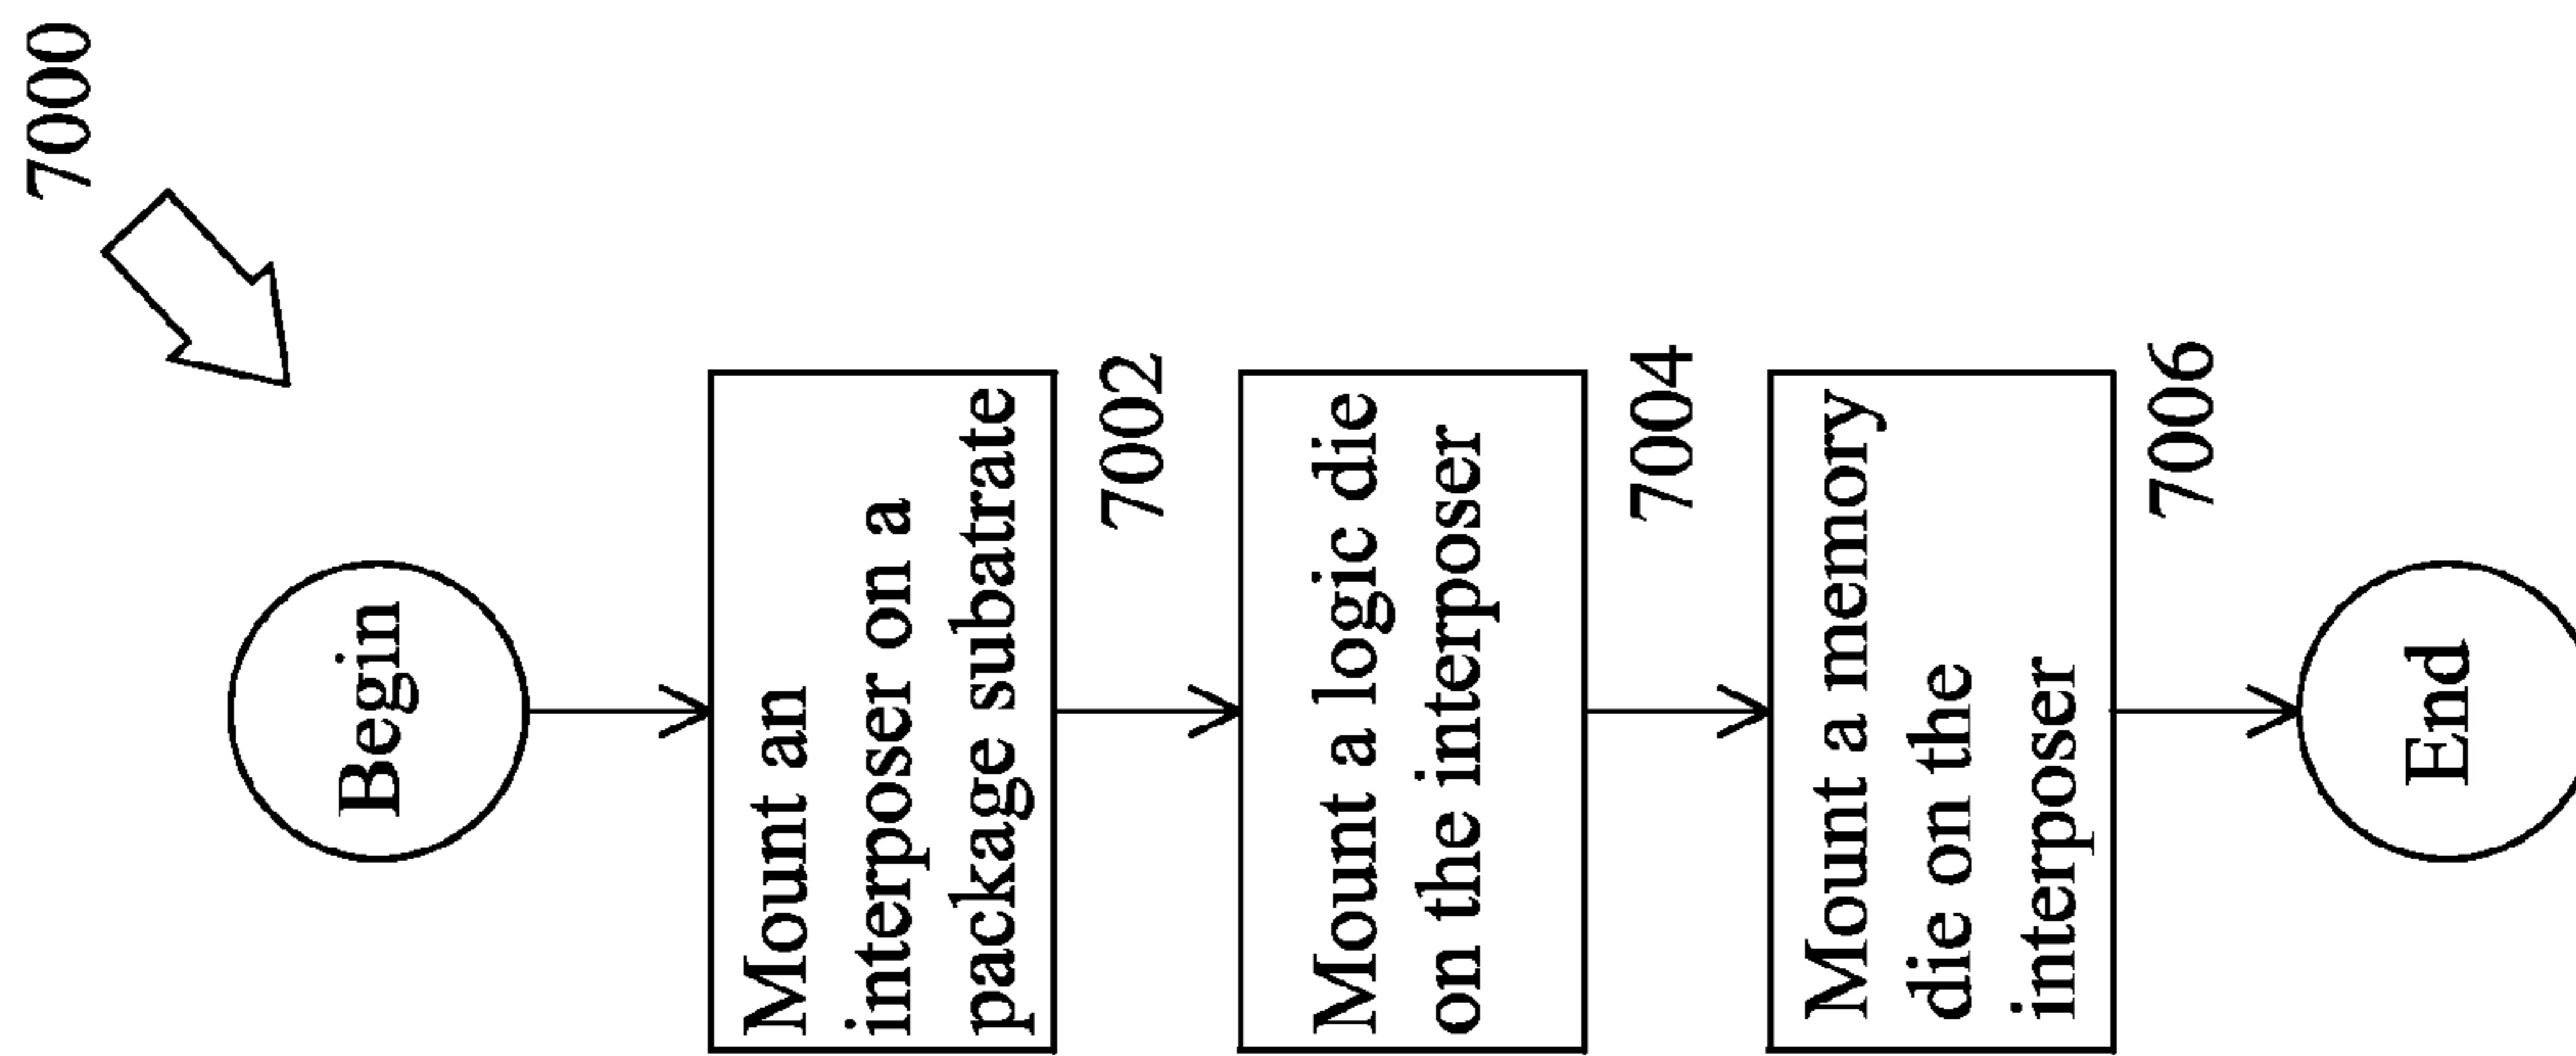 7000
Begin
Mount an
interposer on a
package subatrate
7002
Mount a logic die
on the interposer
7004
Mount a memory
die on the
interposer
7006
End